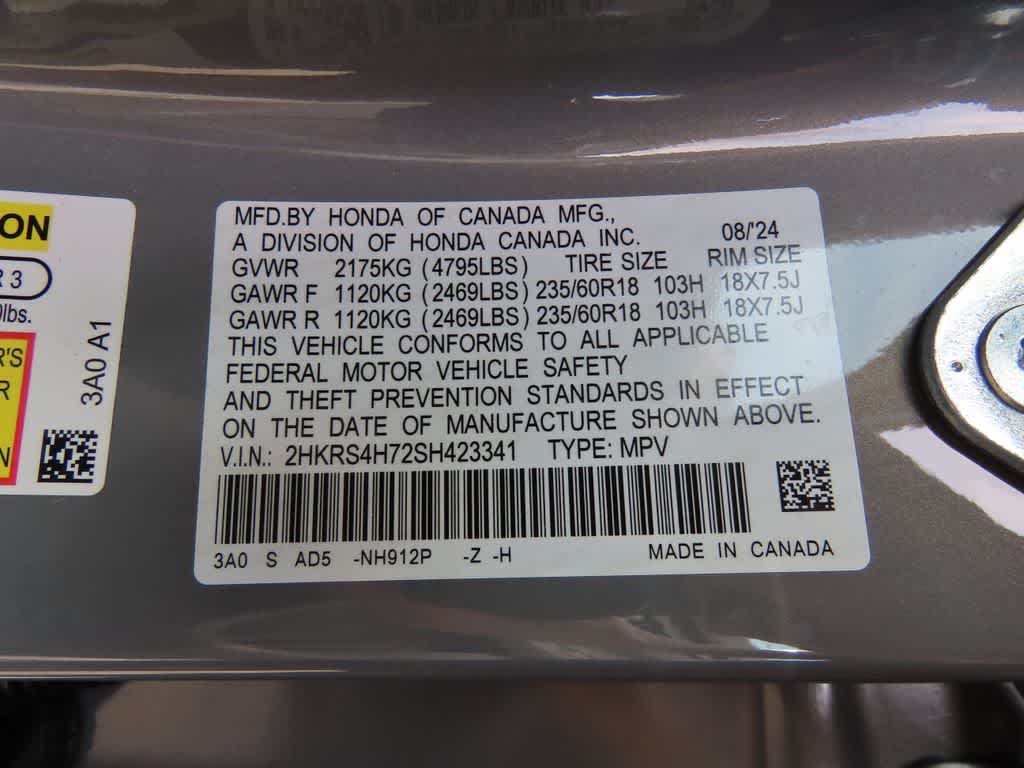 ON
R 3
lbs.
R'S
R
N
3A0 A1
MFD.BY HONDA OF CANADA MFG.,
A DIVISION OF HONDA CANADA INC. 08/'24
GVWR 2175KG (4795LBS) TIRE SIZE RIM SIZE
GAWR F 1120KG (2469LBS) 235/60R18 103H 18X7.5J
GAWR R 1120KG (2469LBS) 235/60R18 103H 18X7.5J
THIS VEHICLE CONFORMS TO ALL APPLICABLE
FEDERAL MOTOR VEHICLE SAFETY
AND THEFT PREVENTION STANDARDS IN EFFECT
ON THE DATE OF MANUFACTURE SHOWN ABOVE.
V.I.N.: 2HKRS4H72SH423341 TYPE: MPV
3A0 S AD5 -NH912P -Z -H MADE IN CANADA